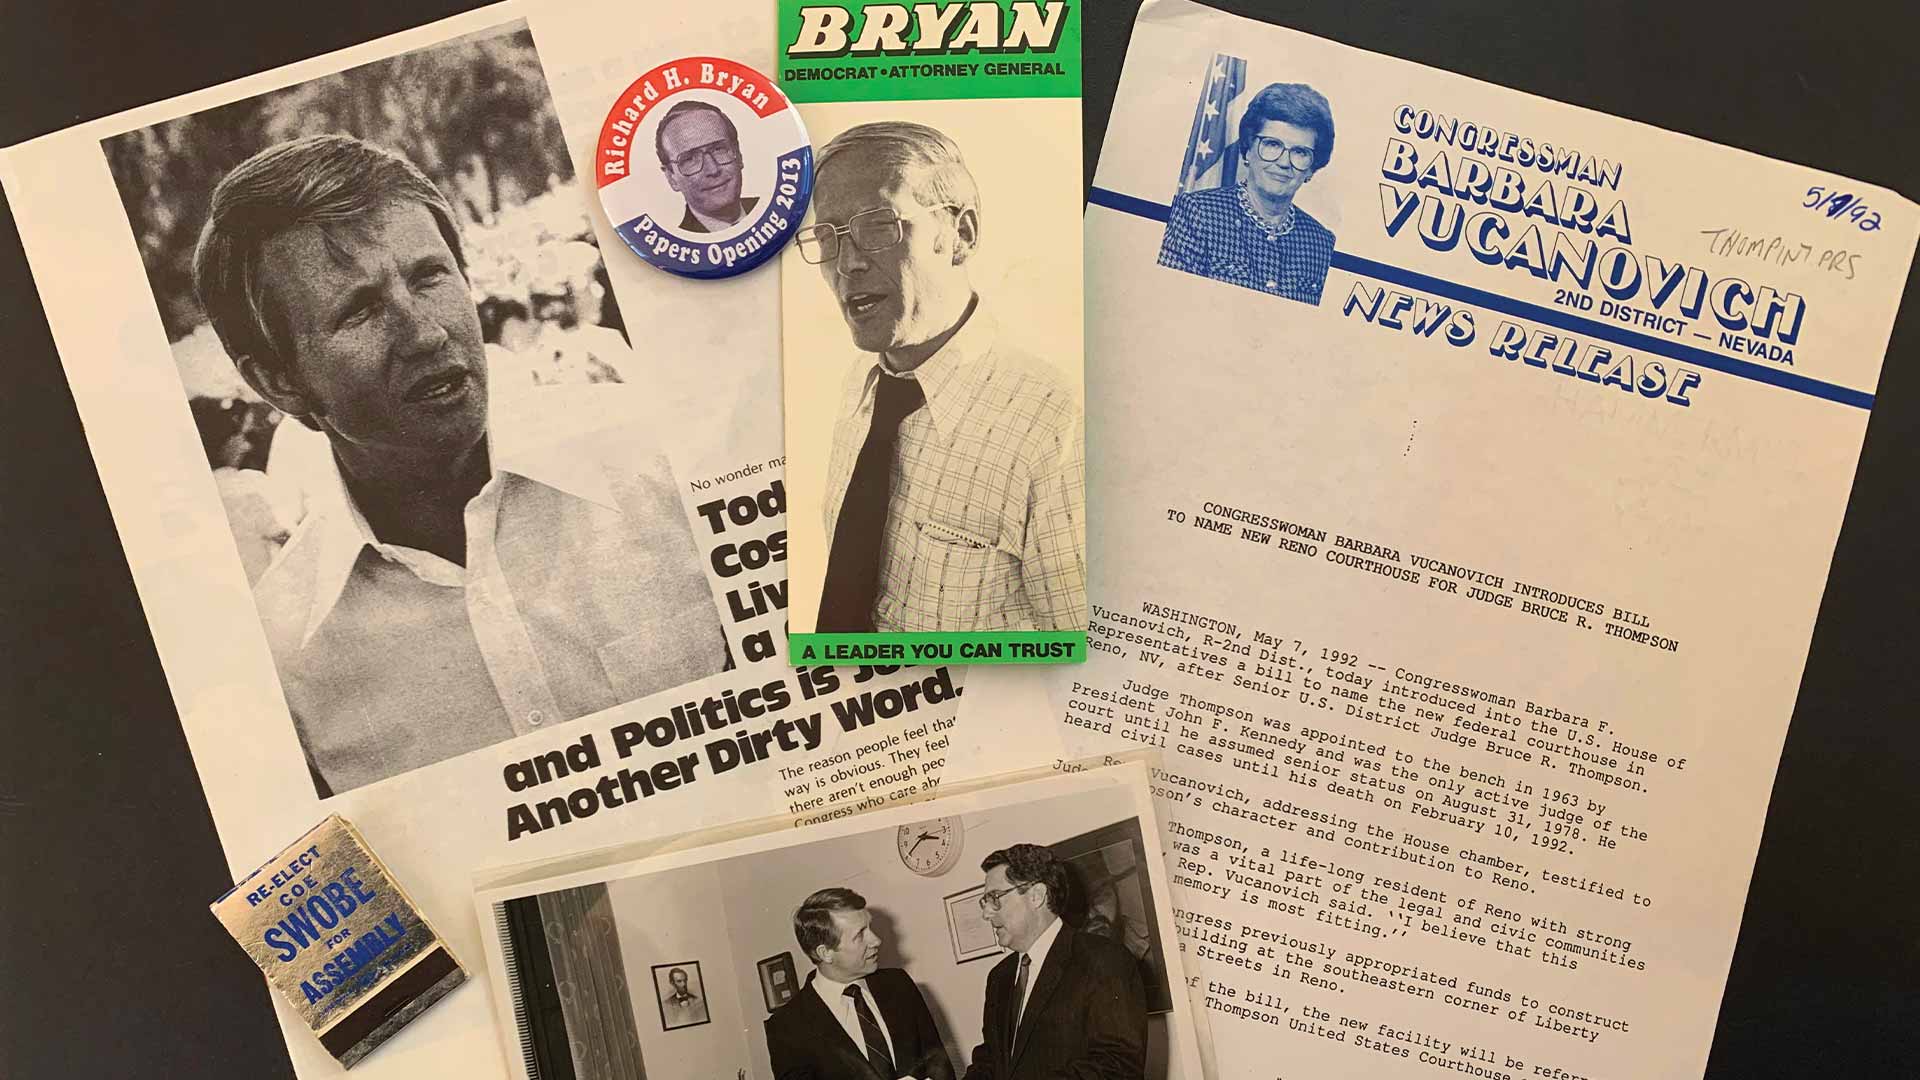 No wonder ma
Tod
Cos
Liv
a
and Politics is Ju
Another Dirty Word.
The reason people feel tha
way is obvious. They feel
there aren't enough peo
Congress who care ab
Richard H. Bryan
Papers Opening 2013
BRYAN
DEMOCRAT • ATTORNEY GENERAL
A LEADER YOU CAN TRUST
CONGRESSMAN
BARBARA
VUCANOVICH
2ND DISTRICT — NEVADA
NEWS RELEASE
5/7/92
CONGRESSWOMAN BARBARA VUCANOVICH INTRODUCES BILL
TO NAME NEW RENO COURTHOUSE FOR JUDGE BRUCE R. THOMPSON
WASHINGTON, May 7, 1992 -- Congresswoman Barbara F.
Vucanovich, R-2nd Dist., today introduced into the U.S. House of
Representatives a bill to name the new federal courthouse in
Reno, NV, after Senior U.S. District Judge Bruce R. Thompson.
Judge Thompson was appointed to the bench in 1963 by
President John F. Kennedy and was the only active judge of the
court until he assumed senior status on August 31, 1978. He
heard civil cases until his death on February 10, 1992.
Re Vucanovich, addressing the House chamber, testified to
Jud pson's character and contribution to Reno.
Thompson, a life-long resident of Reno with strong
was a vital part of the legal and civic communities
Rep. Vucanovich said. ``I believe that this
memory is most fitting.''
ngress previously appropriated funds to construct
building at the southeastern corner of Liberty
a Streets in Reno.
f the bill, the new facility will be refer
Thompson United States Courthouse
RE-ELECT
COE
SWOBE
FOR
ASSEMBLY